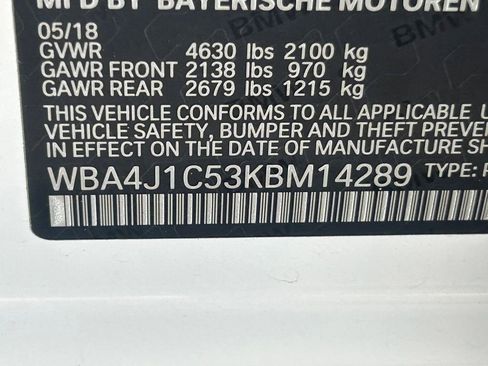 MFD BY BAYERISCHE MOTOREN
05/18
GVWR 4630 lbs 2100 kg
GAWR FRONT 2138 lbs 970 kg
GAWR REAR 2679 lbs 1215 kg
THIS VEHICLE CONFORMS TO ALL APPLICABLE
VEHICLE SAFETY, BUMPER AND THEFT PREVENT
IN EFFECT ON THE DATE OF MANUFACTURE SH
WBA4J1C53KBM14289 TYPE: